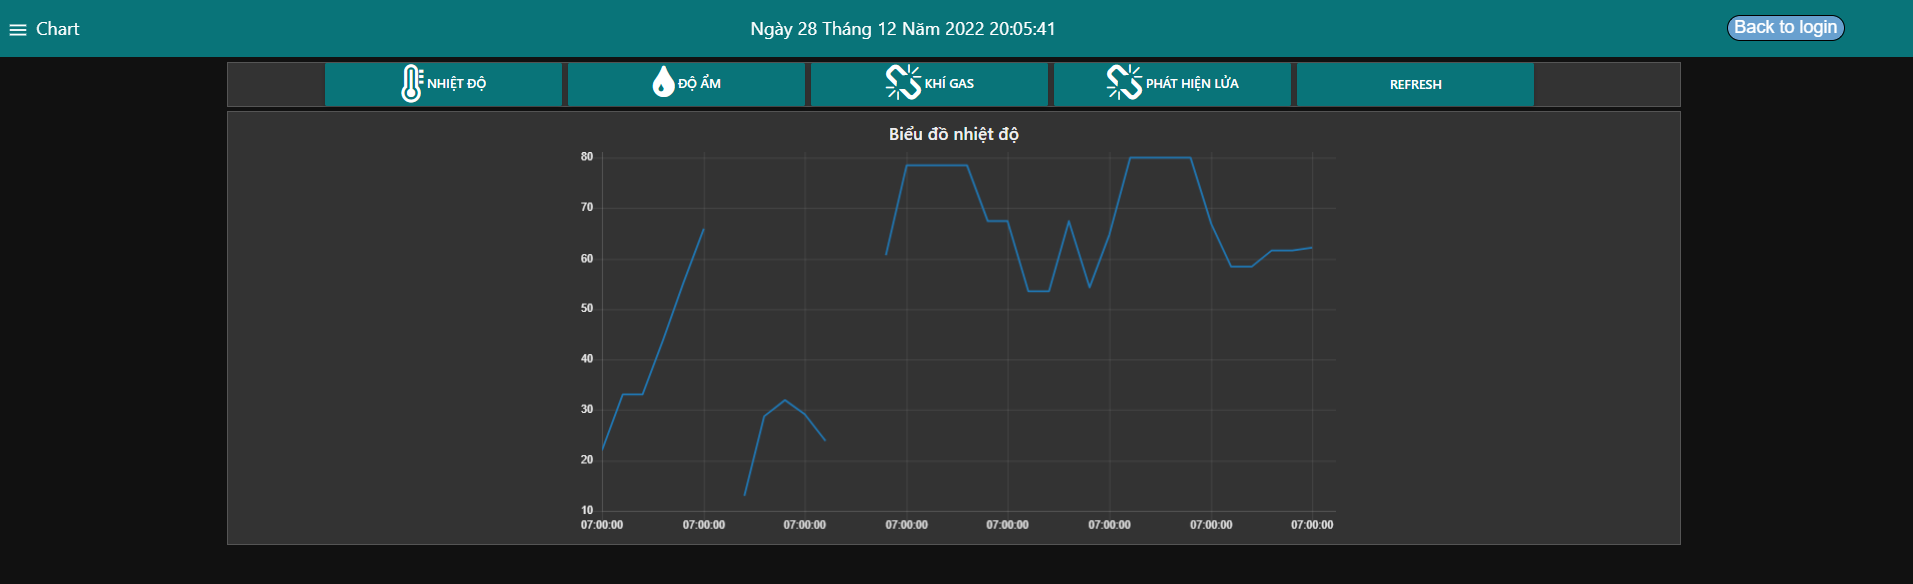 Chart
Ngày 28 Tháng 12 Năm 2022 20:05:41
Back to login
NHIỆT ĐỘ
ĐỘ ẨM
KHÍ GAS
PHÁT HIỆN LỬA
REFRESH
Biểu đồ nhiệt độ
80
70
60
50
40
30
20
10
07:00:00 07:00:00 07:00:00 07:00:00 07:00:00 07:00:00 07:00:00 07:00:00